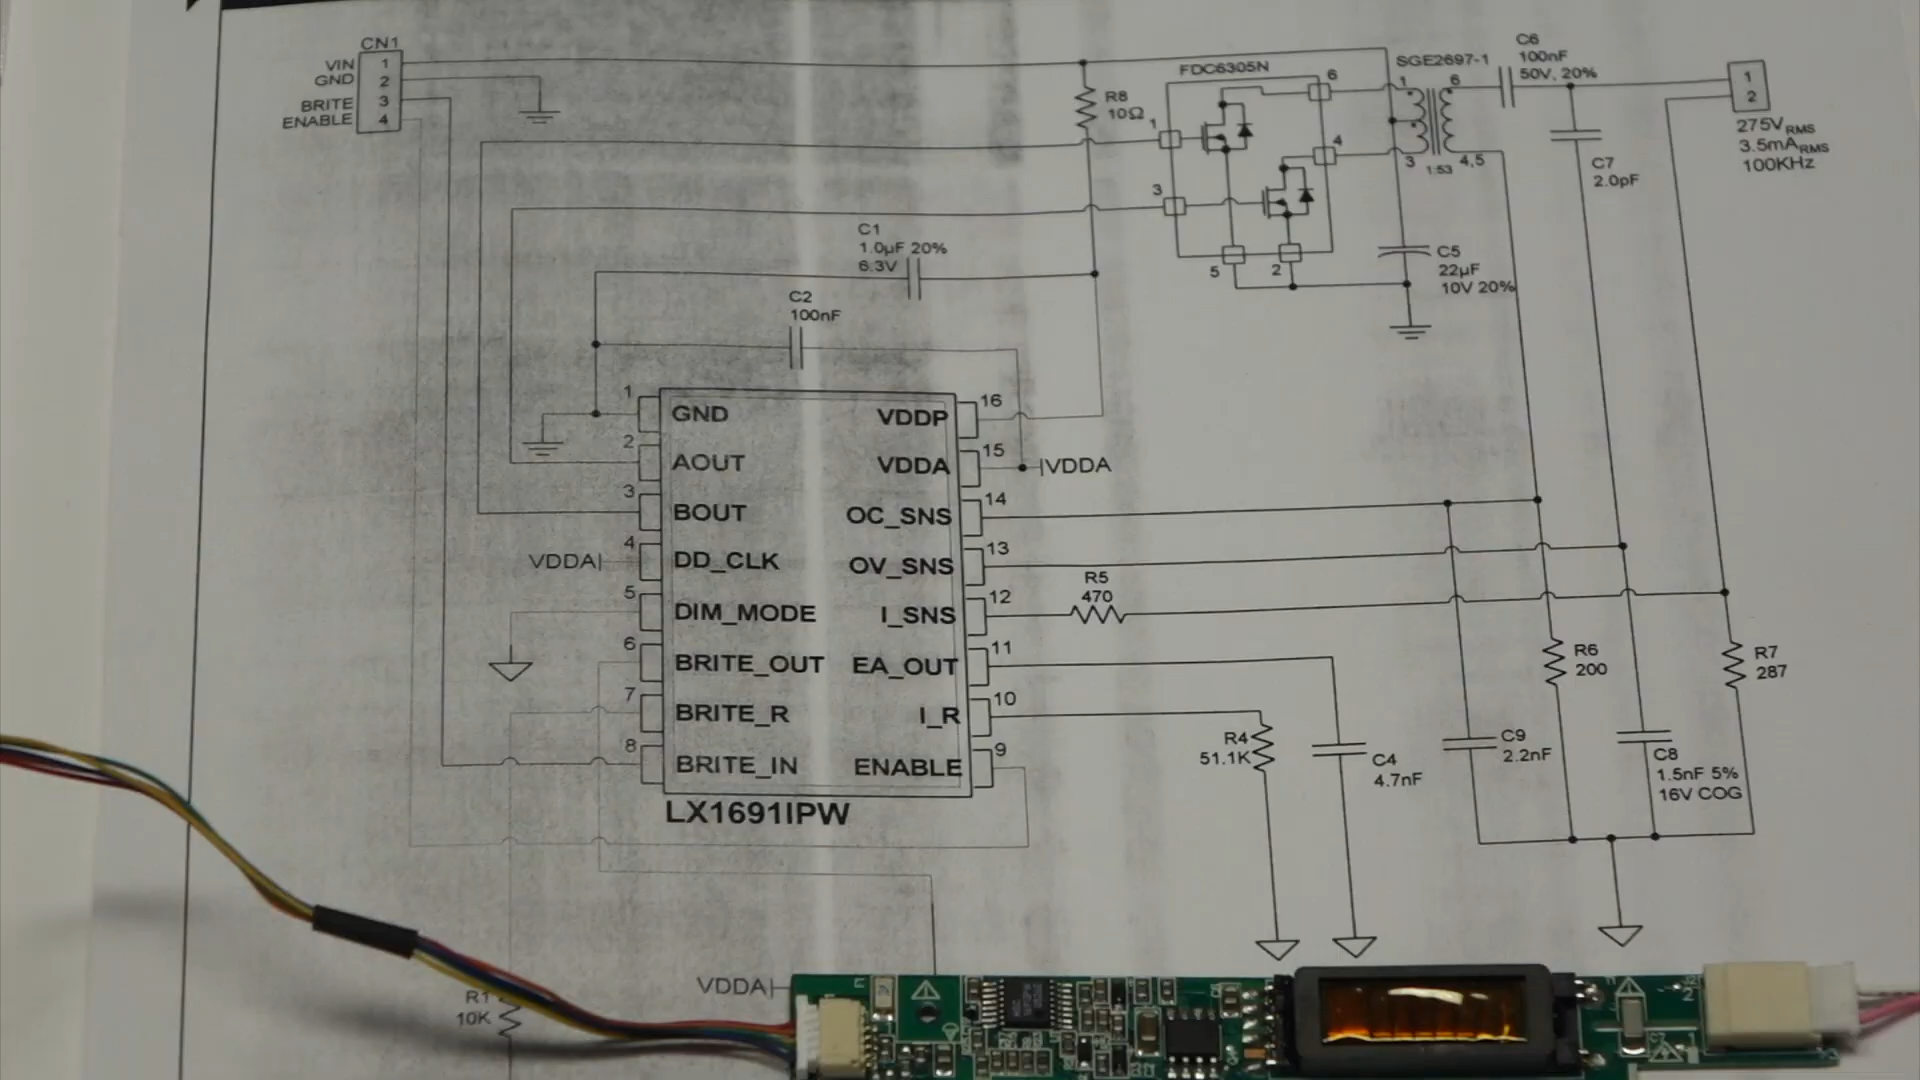 CN1
VIN 1
GND 2
BRITE 3
ENABLE 4
R8
10Ω
FDC6305N
1
3
5
2
6
4
SGE2697-1
1
6
3
1:53
4,5
C6
100nF
50V, 20%
1
2
275VRMS
3.5mARMS
100KHz
C7
2.0pF
C5
22µF
10V 20%
C1
1.0µF 20%
6.3V
C2
100nF
1 GND
2 AOUT
3 BOUT
VDDA 4 DD_CLK
5 DIM_MODE
6 BRITE_OUT
7 BRITE_R
8 BRITE_IN
VDDP 16
VDDA 15 VDDA
OC_SNS 14
OV_SNS 13
I_SNS 12
EA_OUT 11
I_R 10
ENABLE 9
LX1691IPW
R5
470
R4
51.1K
C4
4.7nF
C9
2.2nF
R6
200
C8
1.5nF 5%
16V COG
R7
287
VDDA
R1
10K